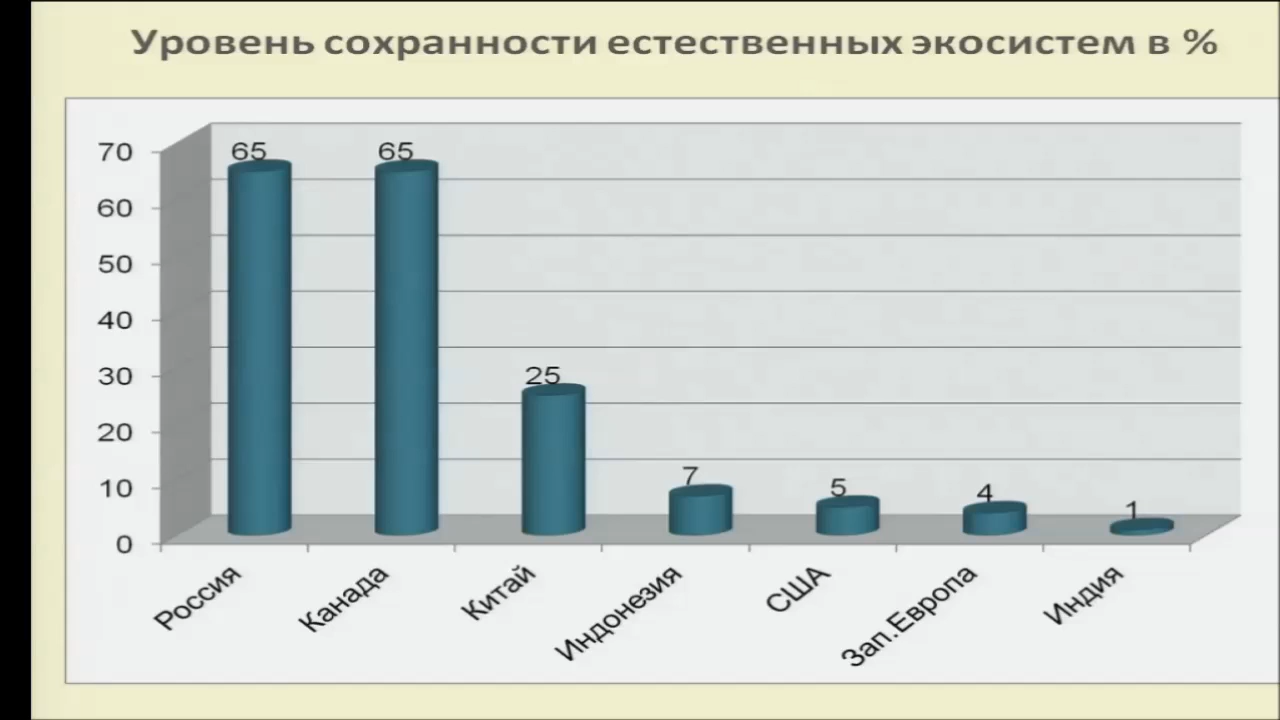 Уровень сохранности естественных экосистем в %
70
60
50
40
30
20
10
0
65
65
25
7
5
4
1
Россия
Канада
Китай
Индонезия
США
Зап.Европа
Индия